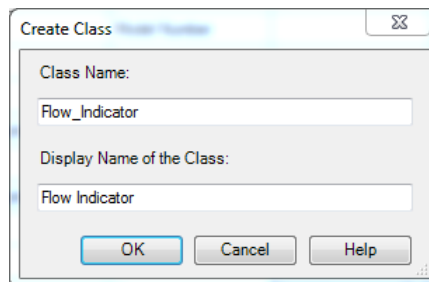 Create Class
Class Name:
Flow_Indicator
Display Name of the Class:
Flow Indicator
OK Cancel Help